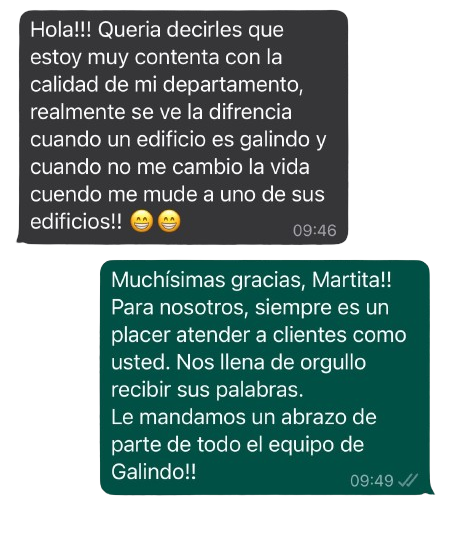 Hola!!! Queria decirles que
estoy muy contenta con la
calidad de mi departamento,
realmente se ve la difrencia
cuando un edificio es galindo y
cuando no me cambio la vida
cuendo me mude a uno de sus
edificios!! 😁😁
09:46
Muchísimas gracias, Martita!!
Para nosotros, siempre es un
placer atender a clientes como
usted. Nos llena de orgullo
recibir sus palabras.
Le mandamos un abrazo de
parte de todo el equipo de
Galindo!!
09:49